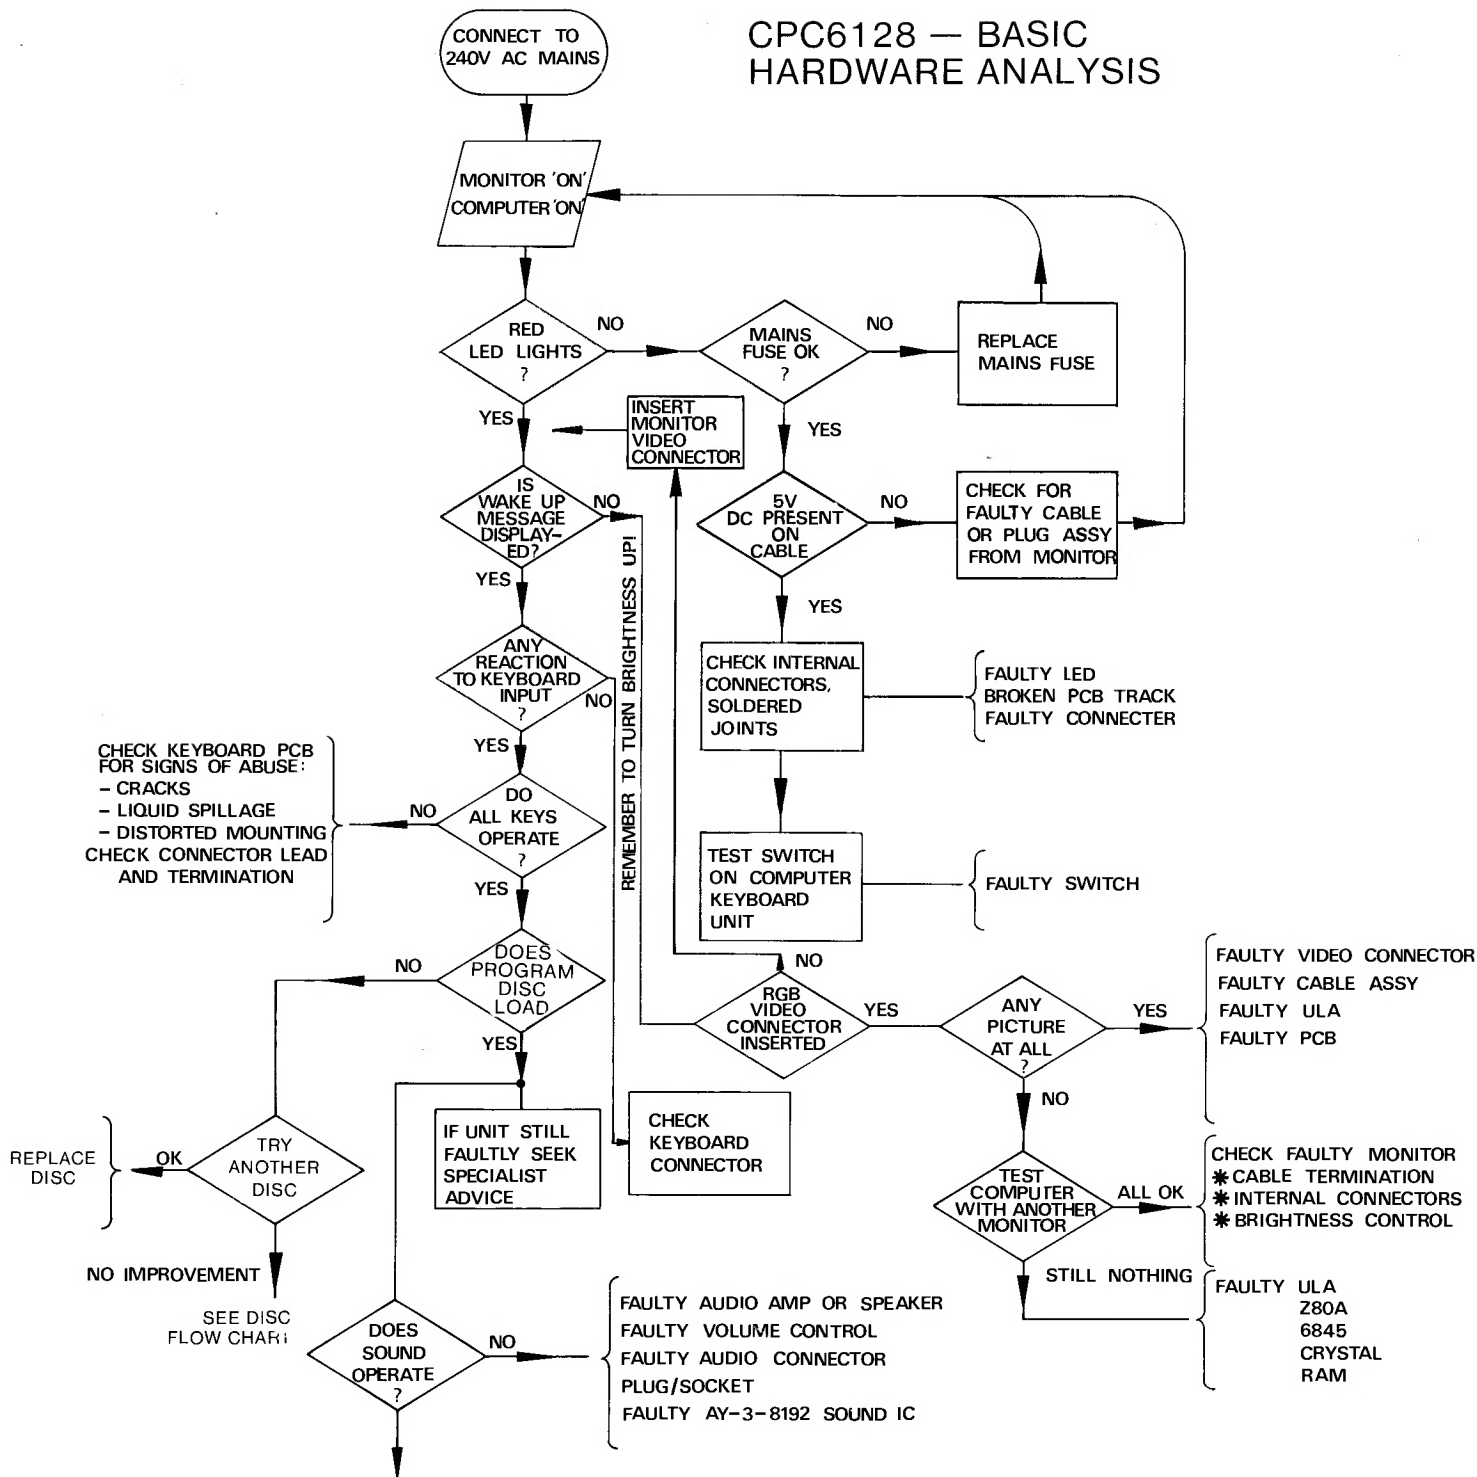 CPC6128 — BASIC
HARDWARE ANALYSIS
CONNECT TO
240V AC MAINS
MONITOR 'ON'
COMPUTER 'ON'
RED
LED LIGHTS
?
NO
YES
MAINS
FUSE OK
?
NO
YES
REPLACE
MAINS FUSE
INSERT
MONITOR
VIDEO
CONNECTOR
IS
WAKE UP
MESSAGE
DISPLAY-
ED?
NO
YES
REMEMBER TO TURN BRIGHTNESS UP!
5V
DC PRESENT
ON
CABLE
NO
YES
CHECK FOR
FAULTY CABLE
OR PLUG ASSY
FROM MONITOR
ANY
REACTION
TO KEYBOARD
INPUT
?
NO
YES
CHECK INTERNAL
CONNECTORS,
SOLDERED
JOINTS
FAULTY LED
BROKEN PCB TRACK
FAULTY CONNECTER
CHECK KEYBOARD PCB
FOR SIGNS OF ABUSE:
– CRACKS
– LIQUID SPILLAGE
– DISTORTED MOUNTING
CHECK CONNECTOR LEAD
AND TERMINATION
NO
DO
ALL KEYS
OPERATE
?
YES
TEST SWITCH
ON COMPUTER
KEYBOARD
UNIT
FAULTY SWITCH
DOES
PROGRAM
DISC
LOAD
NO
YES
NO
RGB
VIDEO
CONNECTOR
INSERTED
YES
ANY
PICTURE
AT ALL
?
YES
NO
FAULTY VIDEO CONNECTOR
FAULTY CABLE ASSY
FAULTY ULA
FAULTY PCB
IF UNIT STILL
FAULTLY SEEK
SPECIALIST
ADVICE
CHECK
KEYBOARD
CONNECTOR
REPLACE
DISC
OK
TRY
ANOTHER
DISC
NO IMPROVEMENT
SEE DISC
FLOW CHART
TEST
COMPUTER
WITH ANOTHER
MONITOR
ALL OK
CHECK FAULTY MONITOR
* CABLE TERMINATION
* INTERNAL CONNECTORS
* BRIGHTNESS CONTROL
STILL NOTHING
FAULTY ULA
Z80A
6845
CRYSTAL
RAM
DOES
SOUND
OPERATE
?
NO
FAULTY AUDIO AMP OR SPEAKER
FAULTY VOLUME CONTROL
FAULTY AUDIO CONNECTOR
PLUG/SOCKET
FAULTY AY-3-8192 SOUND IC